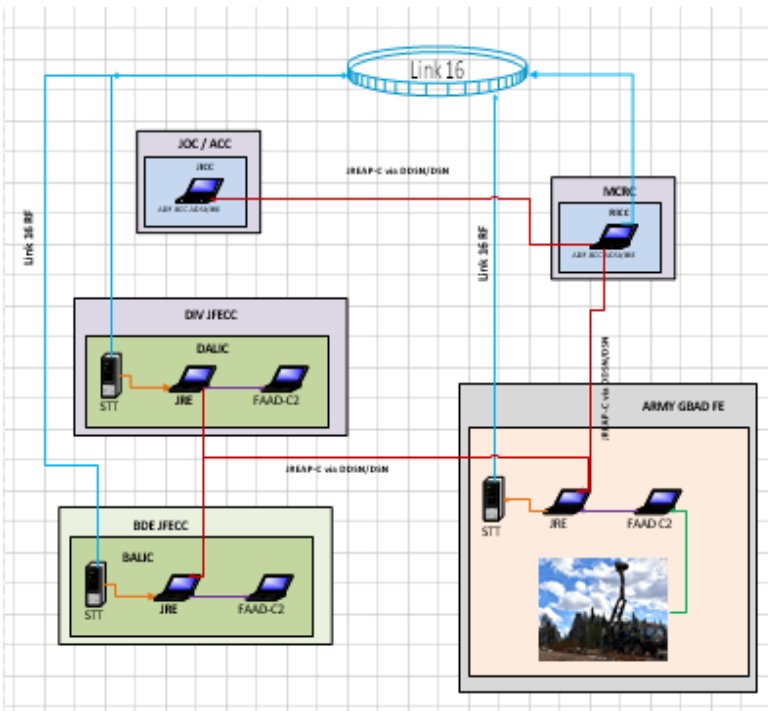 Link 16
JOC / ACC
JICC
JREAP-C via DDSN/DSN
MCRC
RICC
Link 16 RF
Link 16 RF
DIV JFECC
DALIC
STT
JRE
FAAD-C2
JREAP-C via DDSN/DSN
ARMY GBAD FE
JREAP-C via DDSN/DSN
STT
JRE
FAAD C2
BDE JFECC
BALIC
STT
JRE
FAAD-C2